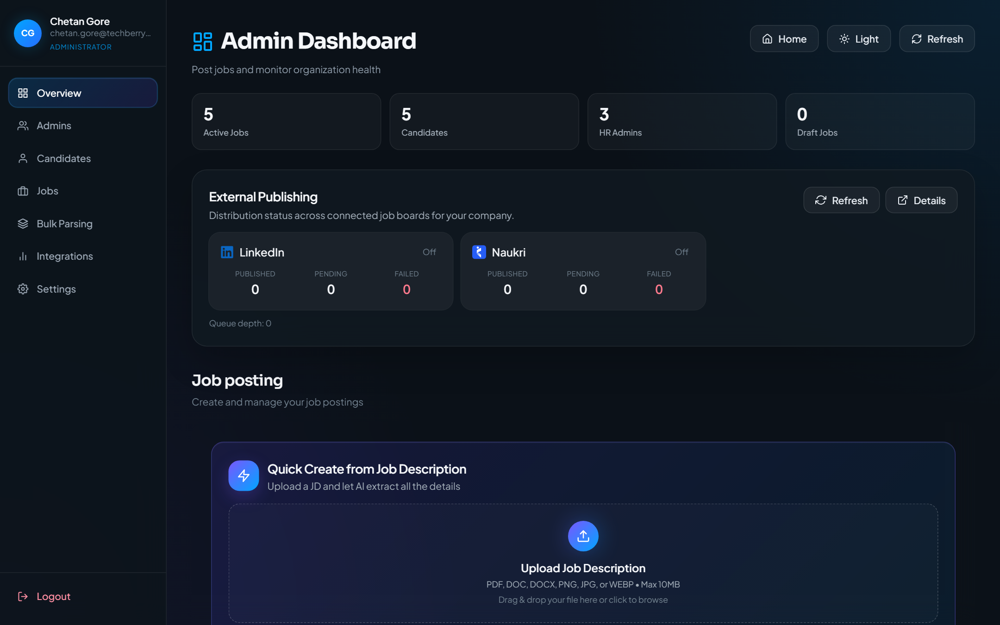 CG
Chetan Gore
chetan.gore@techberry...
ADMINISTRATOR
Overview
Admins
Candidates
Jobs
Bulk Parsing
Integrations
Settings
Logout
Admin Dashboard
Post jobs and monitor organization health
Home
Light
Refresh
5
Active Jobs
5
Candidates
3
HR Admins
0
Draft Jobs
External Publishing
Distribution status across connected job boards for your company.
Refresh
Details
in LinkedIn
Off
PUBLISHED
0
PENDING
0
FAILED
0
Naukri
Off
PUBLISHED
0
PENDING
0
FAILED
0
Queue depth: 0
Job posting
Create and manage your job postings
Quick Create from Job Description
Upload a JD and let AI extract all the details
Upload Job Description
PDF, DOC, DOCX, PNG, JPG, or WEBP • Max 10MB
Drag & drop your file here or click to browse